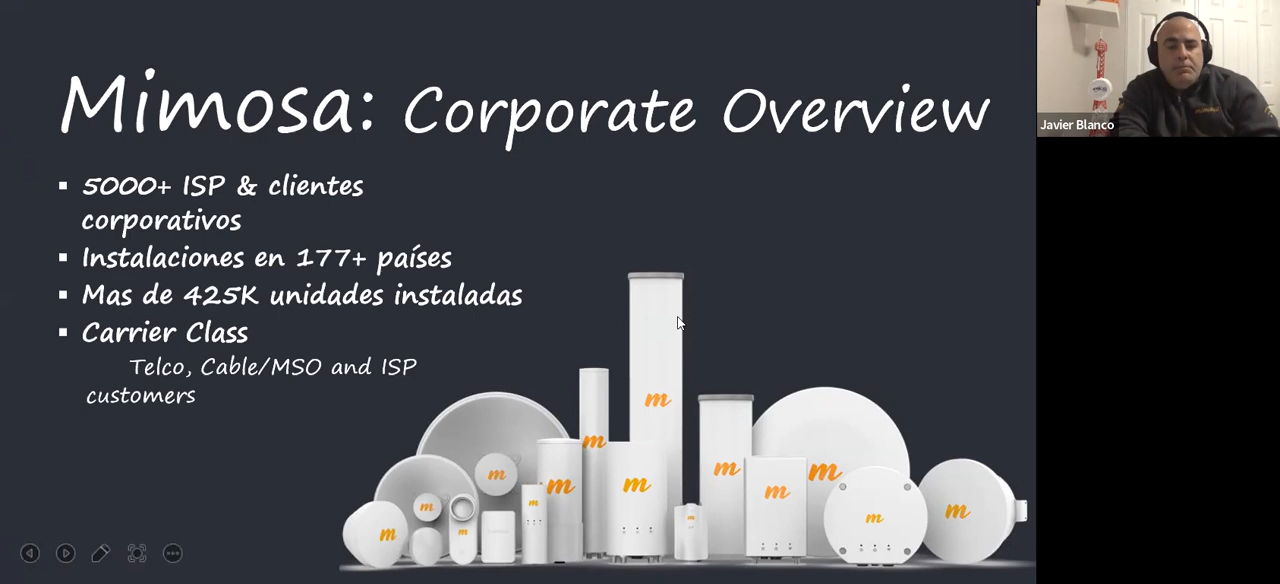 Mimosa: Corporate Overview
5000+ ISP & clientes
corporativos
Instalaciones en 177+ países
Mas de 425K unidades instaladas
Carrier Class
Telco, Cable/MSO and ISP
customers
m
m
m
m
m
m
m
m
m
m
m
m
m
m
Javier Blanco